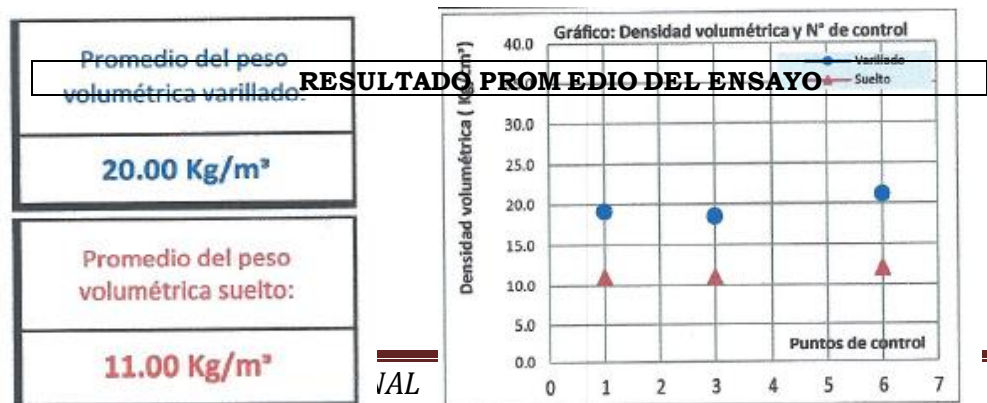 Promedio del peso
volumétrica varillado:
20.00 Kg/m³
Promedio del peso
volumétrica suelto:
11.00 Kg/m³
RESULTADO PROM EDIO DEL ENSAYO
Gráfico: Densidad volumétrica y N° de control
Varillado
Suelto
Densidad volumétrica ( Kg/m³)
40.0
30.0
25.0
20.0
15.0
10.0
5.0
0.0
Puntos de control
0 1 2 3 4 5 6 7
NAL